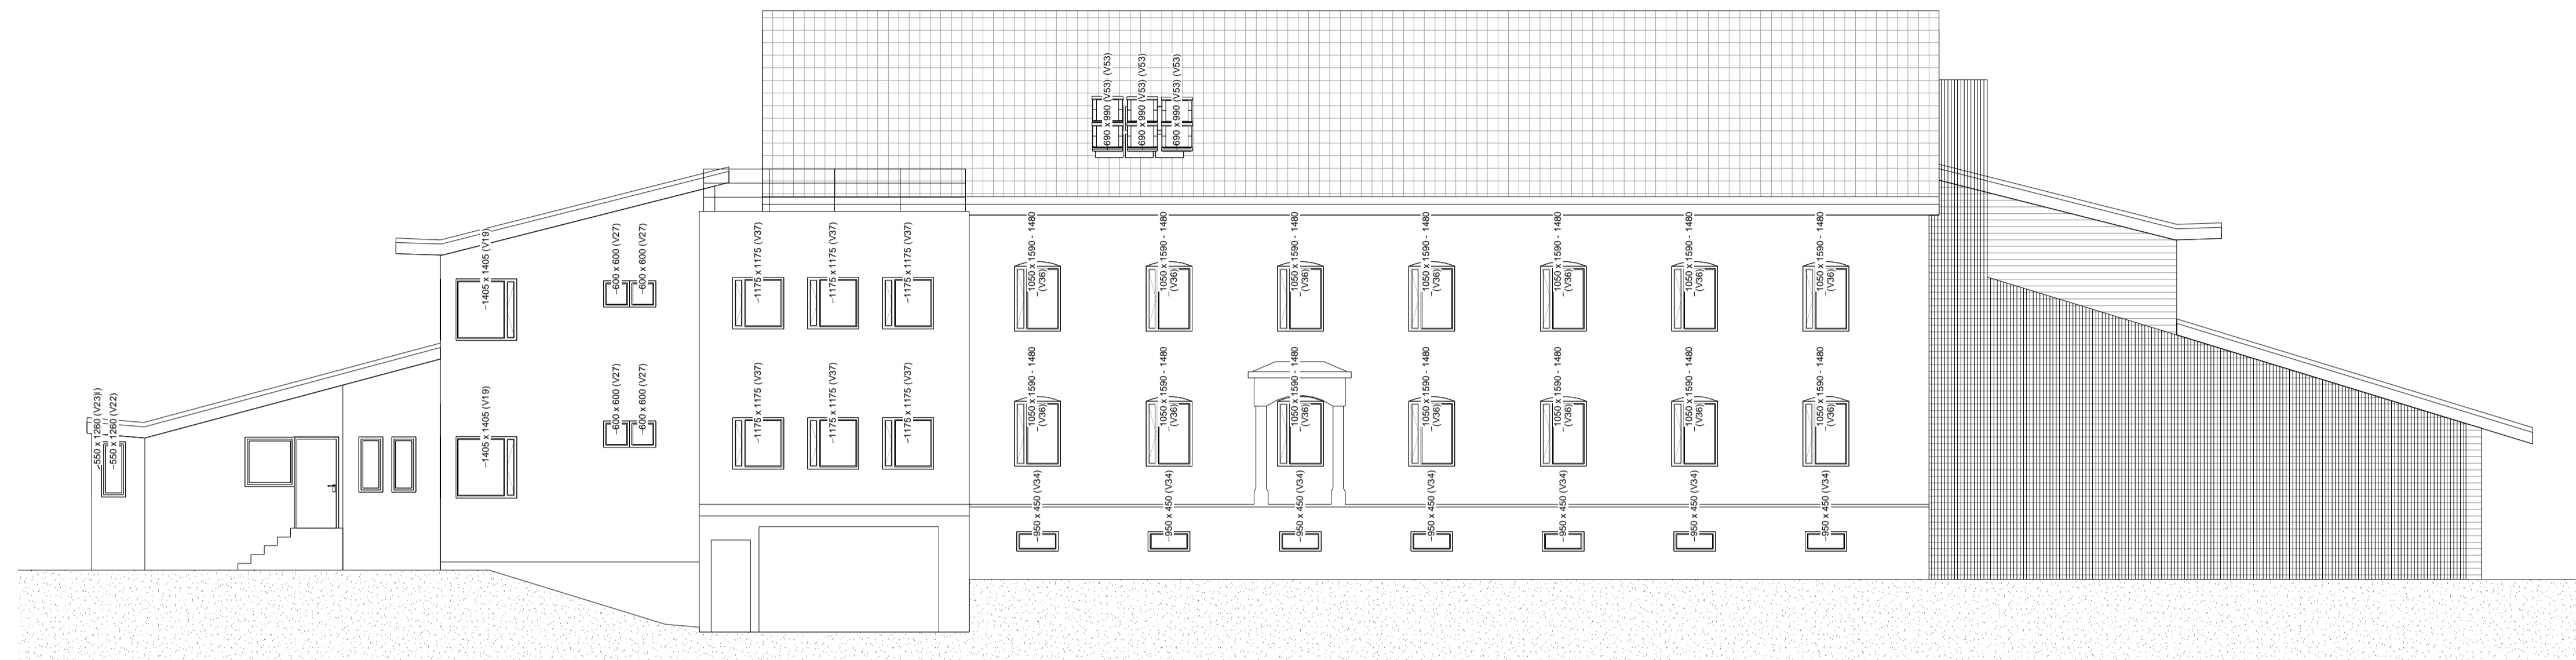 690 x 990 (V53) (V53)
690 x 990 (V53) (V53)
690 x 990 (V53) (V53)
1405 x 1405 (V19)
600 x 600 (V27)
600 x 600 (V27)
1175 x 1175 (V37)
1175 x 1175 (V37)
1175 x 1175 (V37)
1050 x 1590 - 1480
(V36)
1050 x 1590 - 1480
(V36)
1050 x 1590 - 1480
(V36)
1050 x 1590 - 1480
(V36)
1050 x 1590 - 1480
(V36)
1050 x 1590 - 1480
(V36)
1050 x 1590 - 1480
(V36)
550 x 1260 (V23))
550 x 1260 (V22)
1405 x 1405 (V19)
600 x 600 (V27)
600 x 600 (V27)
1175 x 1175 (V37)
1175 x 1175 (V37)
1175 x 1175 (V37)
1050 x 1590 - 1480
(V36)
1050 x 1590 - 1480
(V36)
1050 x 1590 - 1480
(V36)
1050 x 1590 - 1480
(V36)
1050 x 1590 - 1480
(V36)
1050 x 1590 - 1480
(V36)
1050 x 1590 - 1480
(V36)
950 x 450 (V34)
950 x 450 (V34)
950 x 450 (V34)
950 x 450 (V34)
950 x 450 (V34)
950 x 450 (V34)
950 x 450 (V34)